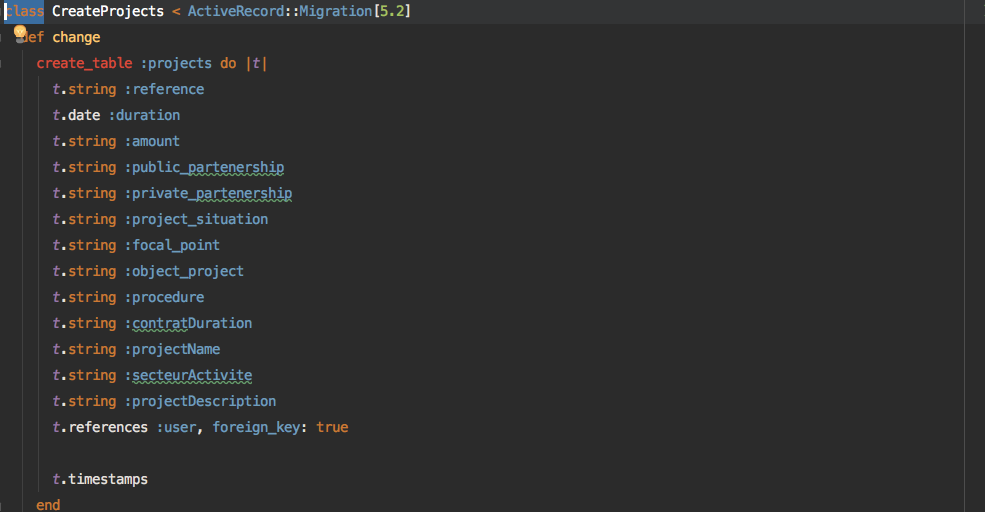 class CreateProjects < ActiveRecord::Migration[5.2]
  def change
    create_table :projects do |t|
      t.string :reference
      t.date :duration
      t.string :amount
      t.string :public_partenership
      t.string :private_partenership
      t.string :project_situation
      t.string :focal_point
      t.string :object_project
      t.string :procedure
      t.string :contratDuration
      t.string :projectName
      t.string :secteurActivite
      t.string :projectDescription
      t.references :user, foreign_key: true
      t.timestamps
    end